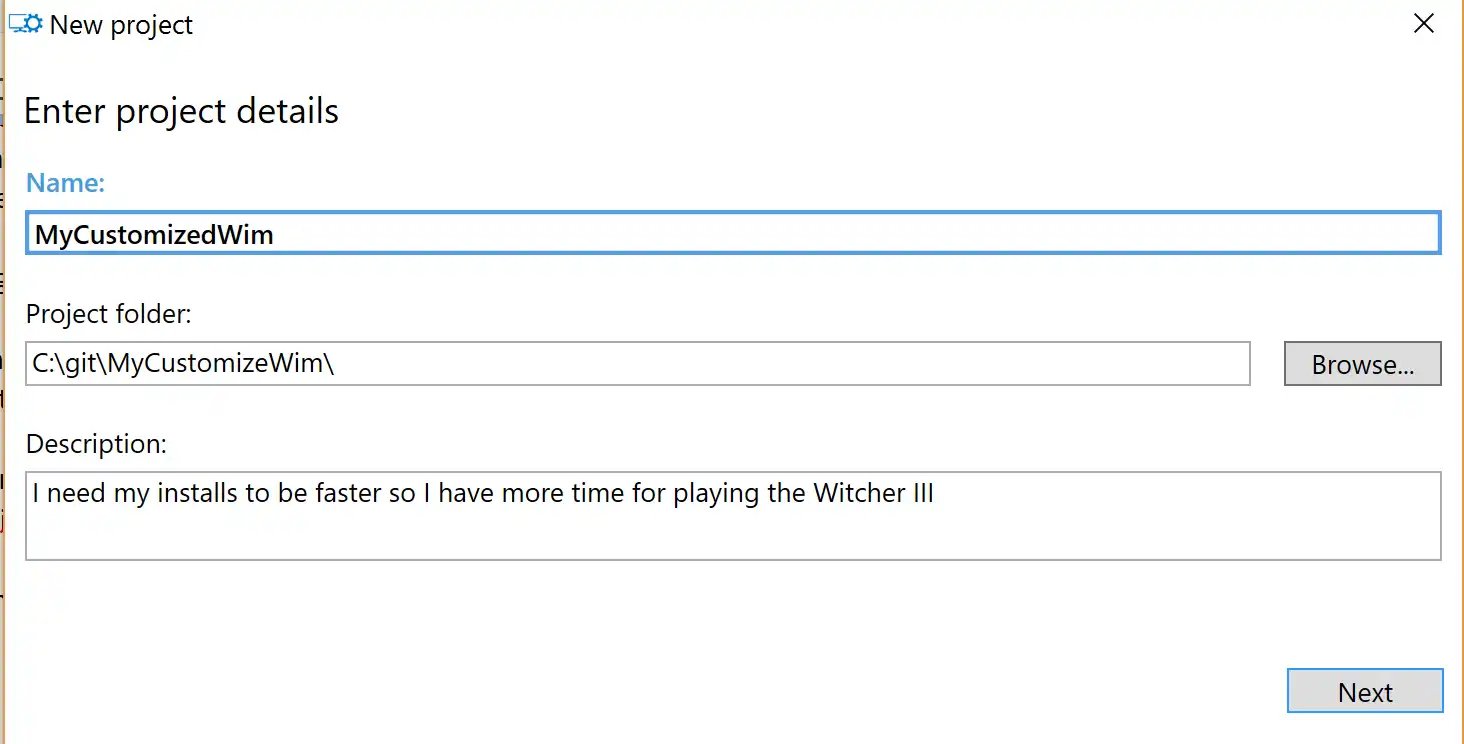 New project
Enter project details
Name:
MyCustomizedWim
Project folder:
C:\git\MyCustomizeWim\
Browse...
Description:
I need my installs to be faster so I have more time for playing the Witcher III
Next